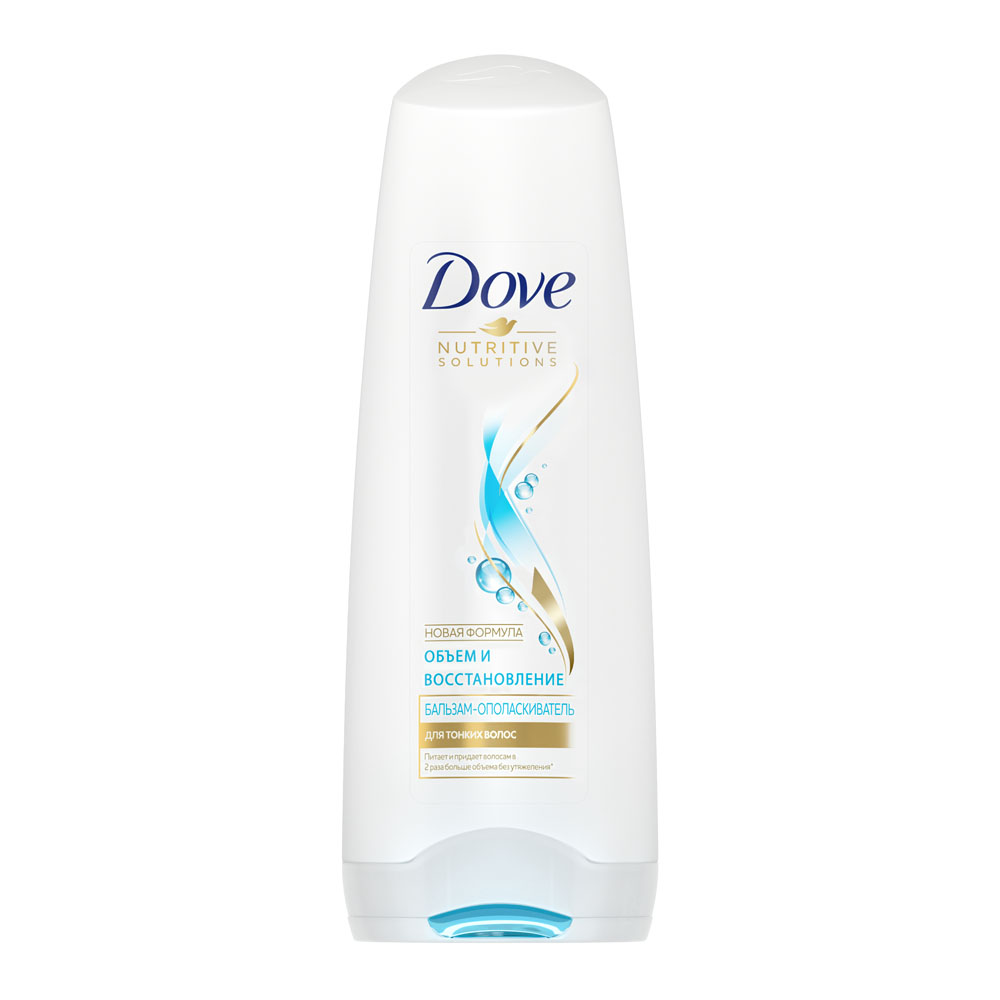 Dove
NUTRITIVE
SOLUTIONS
НОВАЯ ФОРМУЛА
ОБЪЕМ И
ВОССТАНОВЛЕНИЕ
БАЛЬЗАМ-ОПОЛАСКИВАТЕЛЬ
ДЛЯ ТОНКИХ ВОЛОС
Питает и придает волосам в
2 раза больше объема без утяжеления*